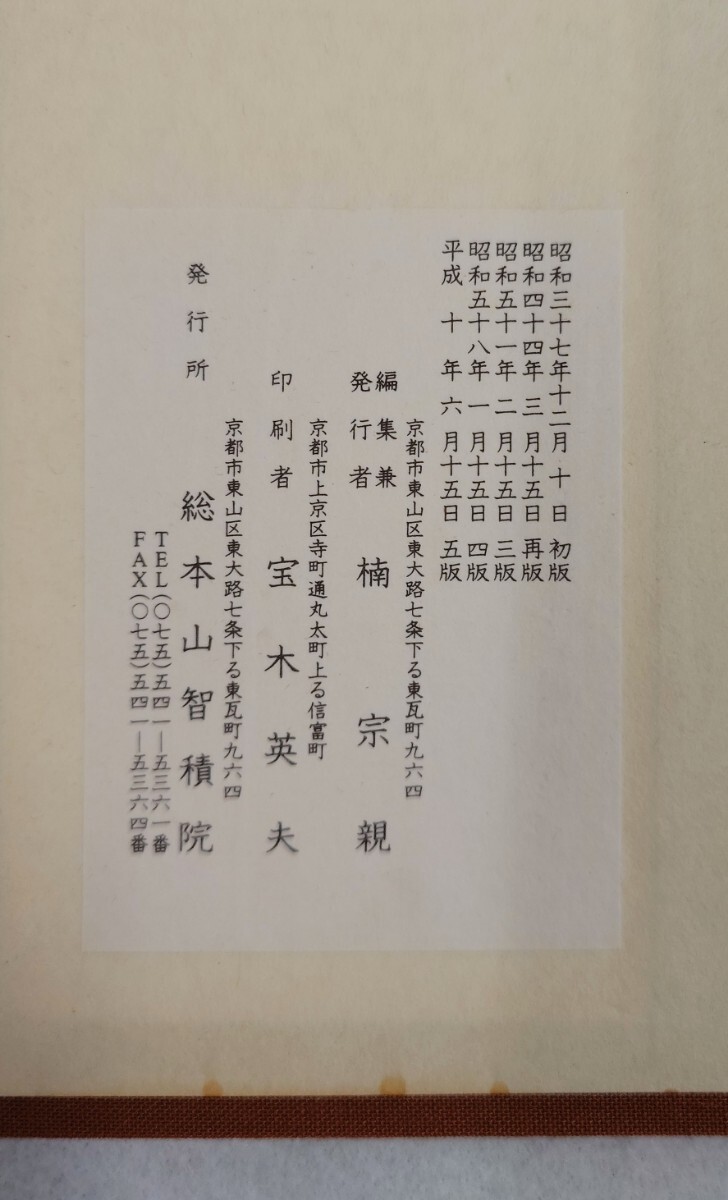 昭和三十七年十二月十日 初版
昭和四十四年三月十五日 再版
昭和五十一年二月十五日 三版
昭和五十八年一月十五日 四版
平成十年六月十五日 五版
京都市東山区東大路七条下る東瓦町九六四
編集兼
発行者 楠宗親
京都市上京区寺町通丸太町上る信富町
印刷者 宝木英夫
京都市東山区東大路七条下る東瓦町九六四
発行所 総本山智積院
TEL(〇七五)五四一―五三六一番
FAX(〇七五)五四一―五三六四番